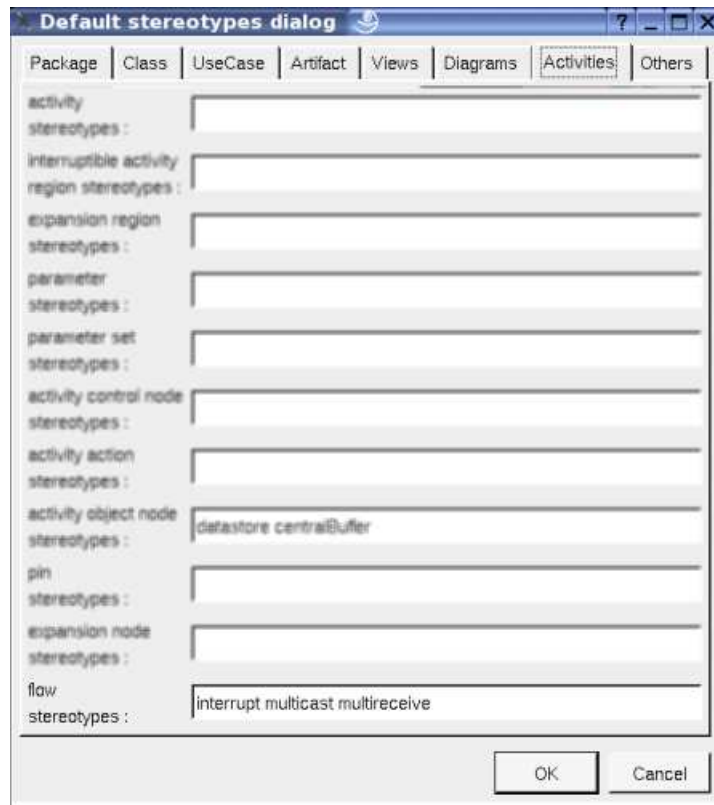 Default stereotypes dialog ? _ X
Package Class UseCase Artifact Views Diagrams Activities Others
activity
stereotypes :
interruptible activity
region stereotypes :
expansion region
stereotypes :
parameter
stereotypes :
parameter set
stereotypes :
activity control node
stereotypes :
activity action
stereotypes :
activity object node
stereotypes :
datastore centralBuffer
pin
stereotypes :
expansion node
stereotypes :
flow
stereotypes :
interrupt multicast multireceive
OK Cancel